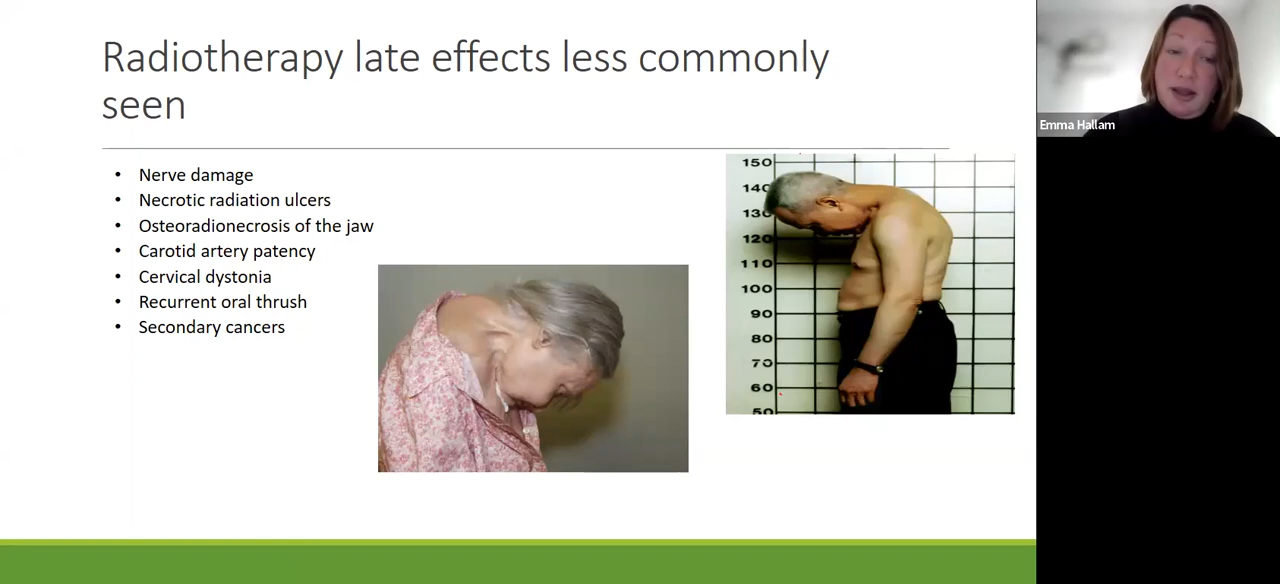 Radiotherapy late effects less commonly
seen
• Nerve damage
• Necrotic radiation ulcers
• Osteoradionecrosis of the jaw
• Carotid artery patency
• Cervical dystonia
• Recurrent oral thrush
• Secondary cancers
150
140
130
120
110
100
90
80
70
60
50
Emma Hallam